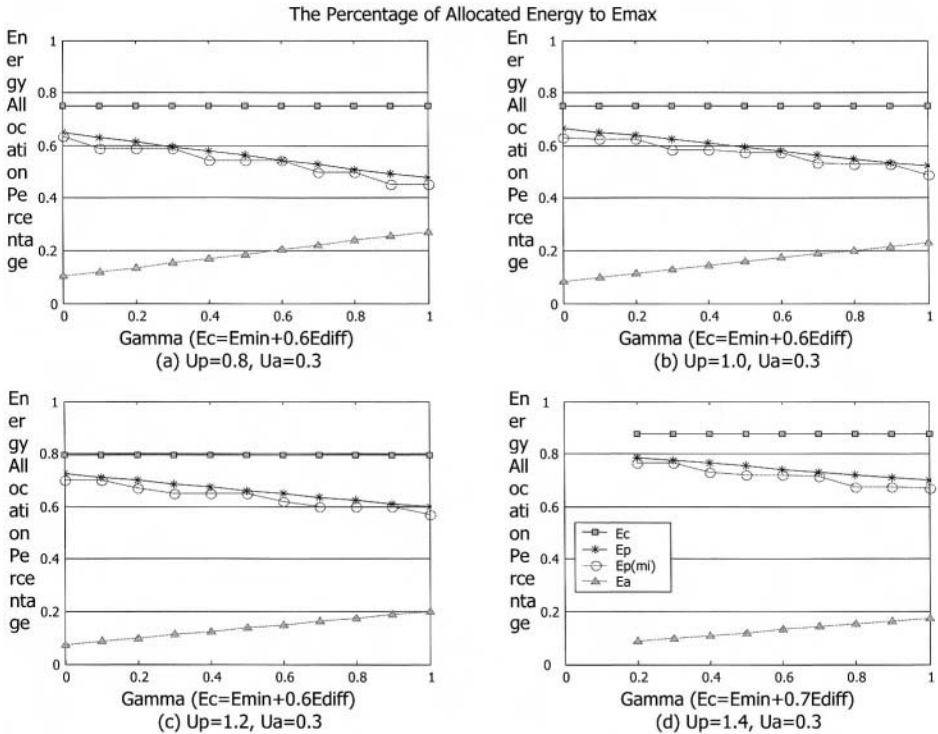 The Percentage of Allocated Energy to Emax
En
er
gy
All
oc
ati
on
Pe
rce
nta
ge
1
0.8
0.6
0.4
0.2
0
0 0.2 0.4 0.6 0.8 1
Gamma (Ec=Emin+0.6Ediff)
(a) Up=0.8, Ua=0.3
En
er
gy
All
oc
ati
on
Pe
rce
nta
ge
1
0.8
0.6
0.4
0.2
0
0 0.2 0.4 0.6 0.8 1
Gamma (Ec=Emin+0.6Ediff)
(b) Up=1.0, Ua=0.3
En
er
gy
All
oc
ati
on
Pe
rce
nta
ge
1
0.8
0.6
0.4
0.2
0
0 0.2 0.4 0.6 0.8 1
Gamma (Ec=Emin+0.6Ediff)
(c) Up=1.2, Ua=0.3
En
er
gy
All
oc
ati
on
Pe
rce
nta
ge
1
0.8
0.6
0.4
0.2
0
Ec
Ep
Ep(mi)
Ea
0 0.2 0.4 0.6 0.8 1
Gamma (Ec=Emin+0.7Ediff)
(d) Up=1.4, Ua=0.3